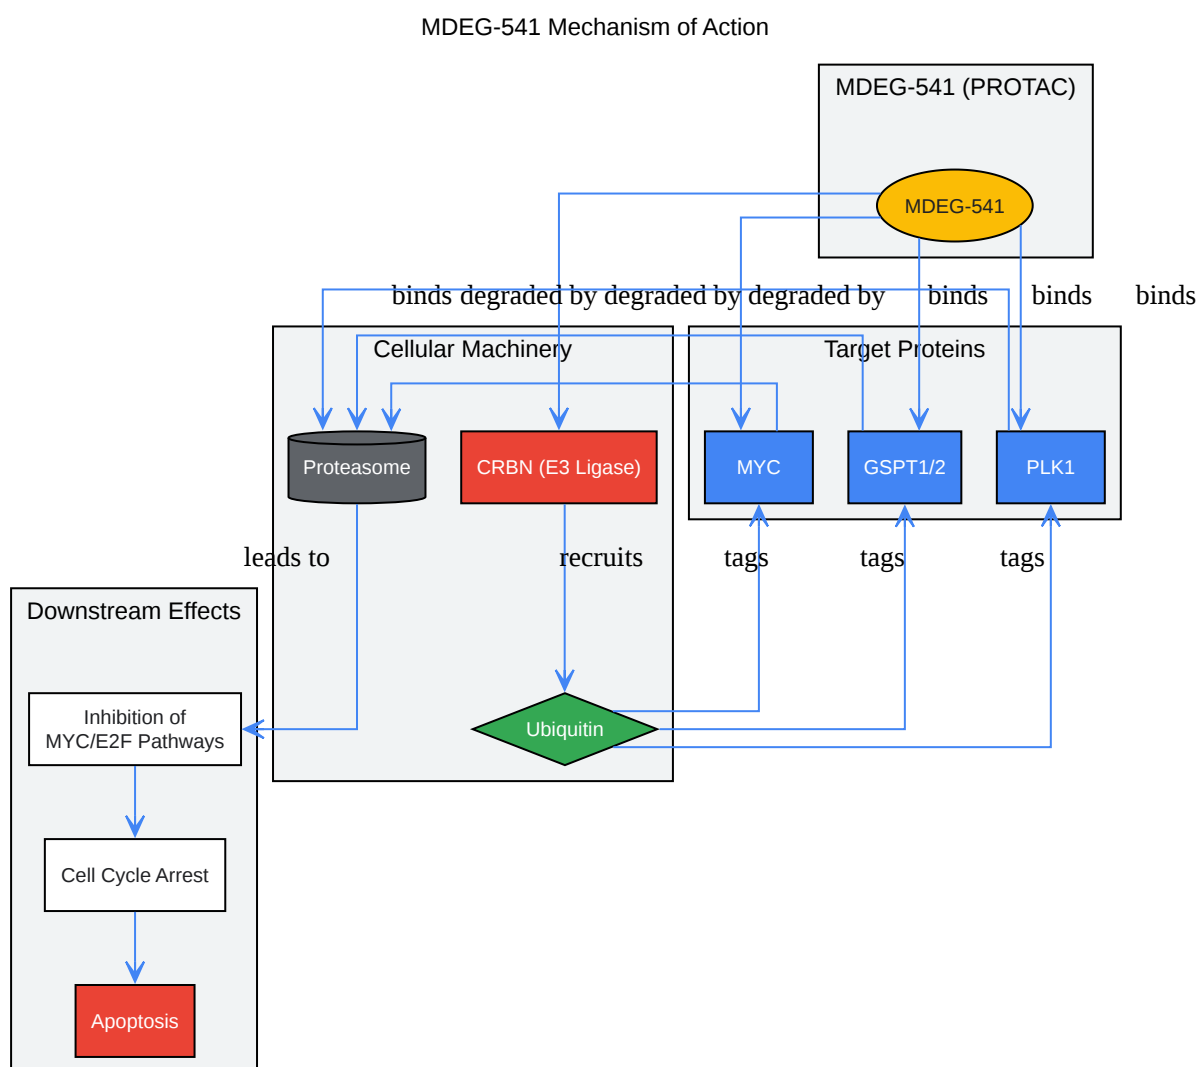 MDEG-541 Mechanism of Action
MDEG-541 (PROTAC)
MDEG-541
binds degraded by degraded by degraded by binds binds binds
Cellular Machinery
Target Proteins
Proteasome
CRBN (E3 Ligase)
MYC
GSPT1/2
PLK1
leads to
recruits
tags
tags
tags
Downstream Effects
Inhibition of
MYC/E2F Pathways
Ubiquitin
Cell Cycle Arrest
Apoptosis